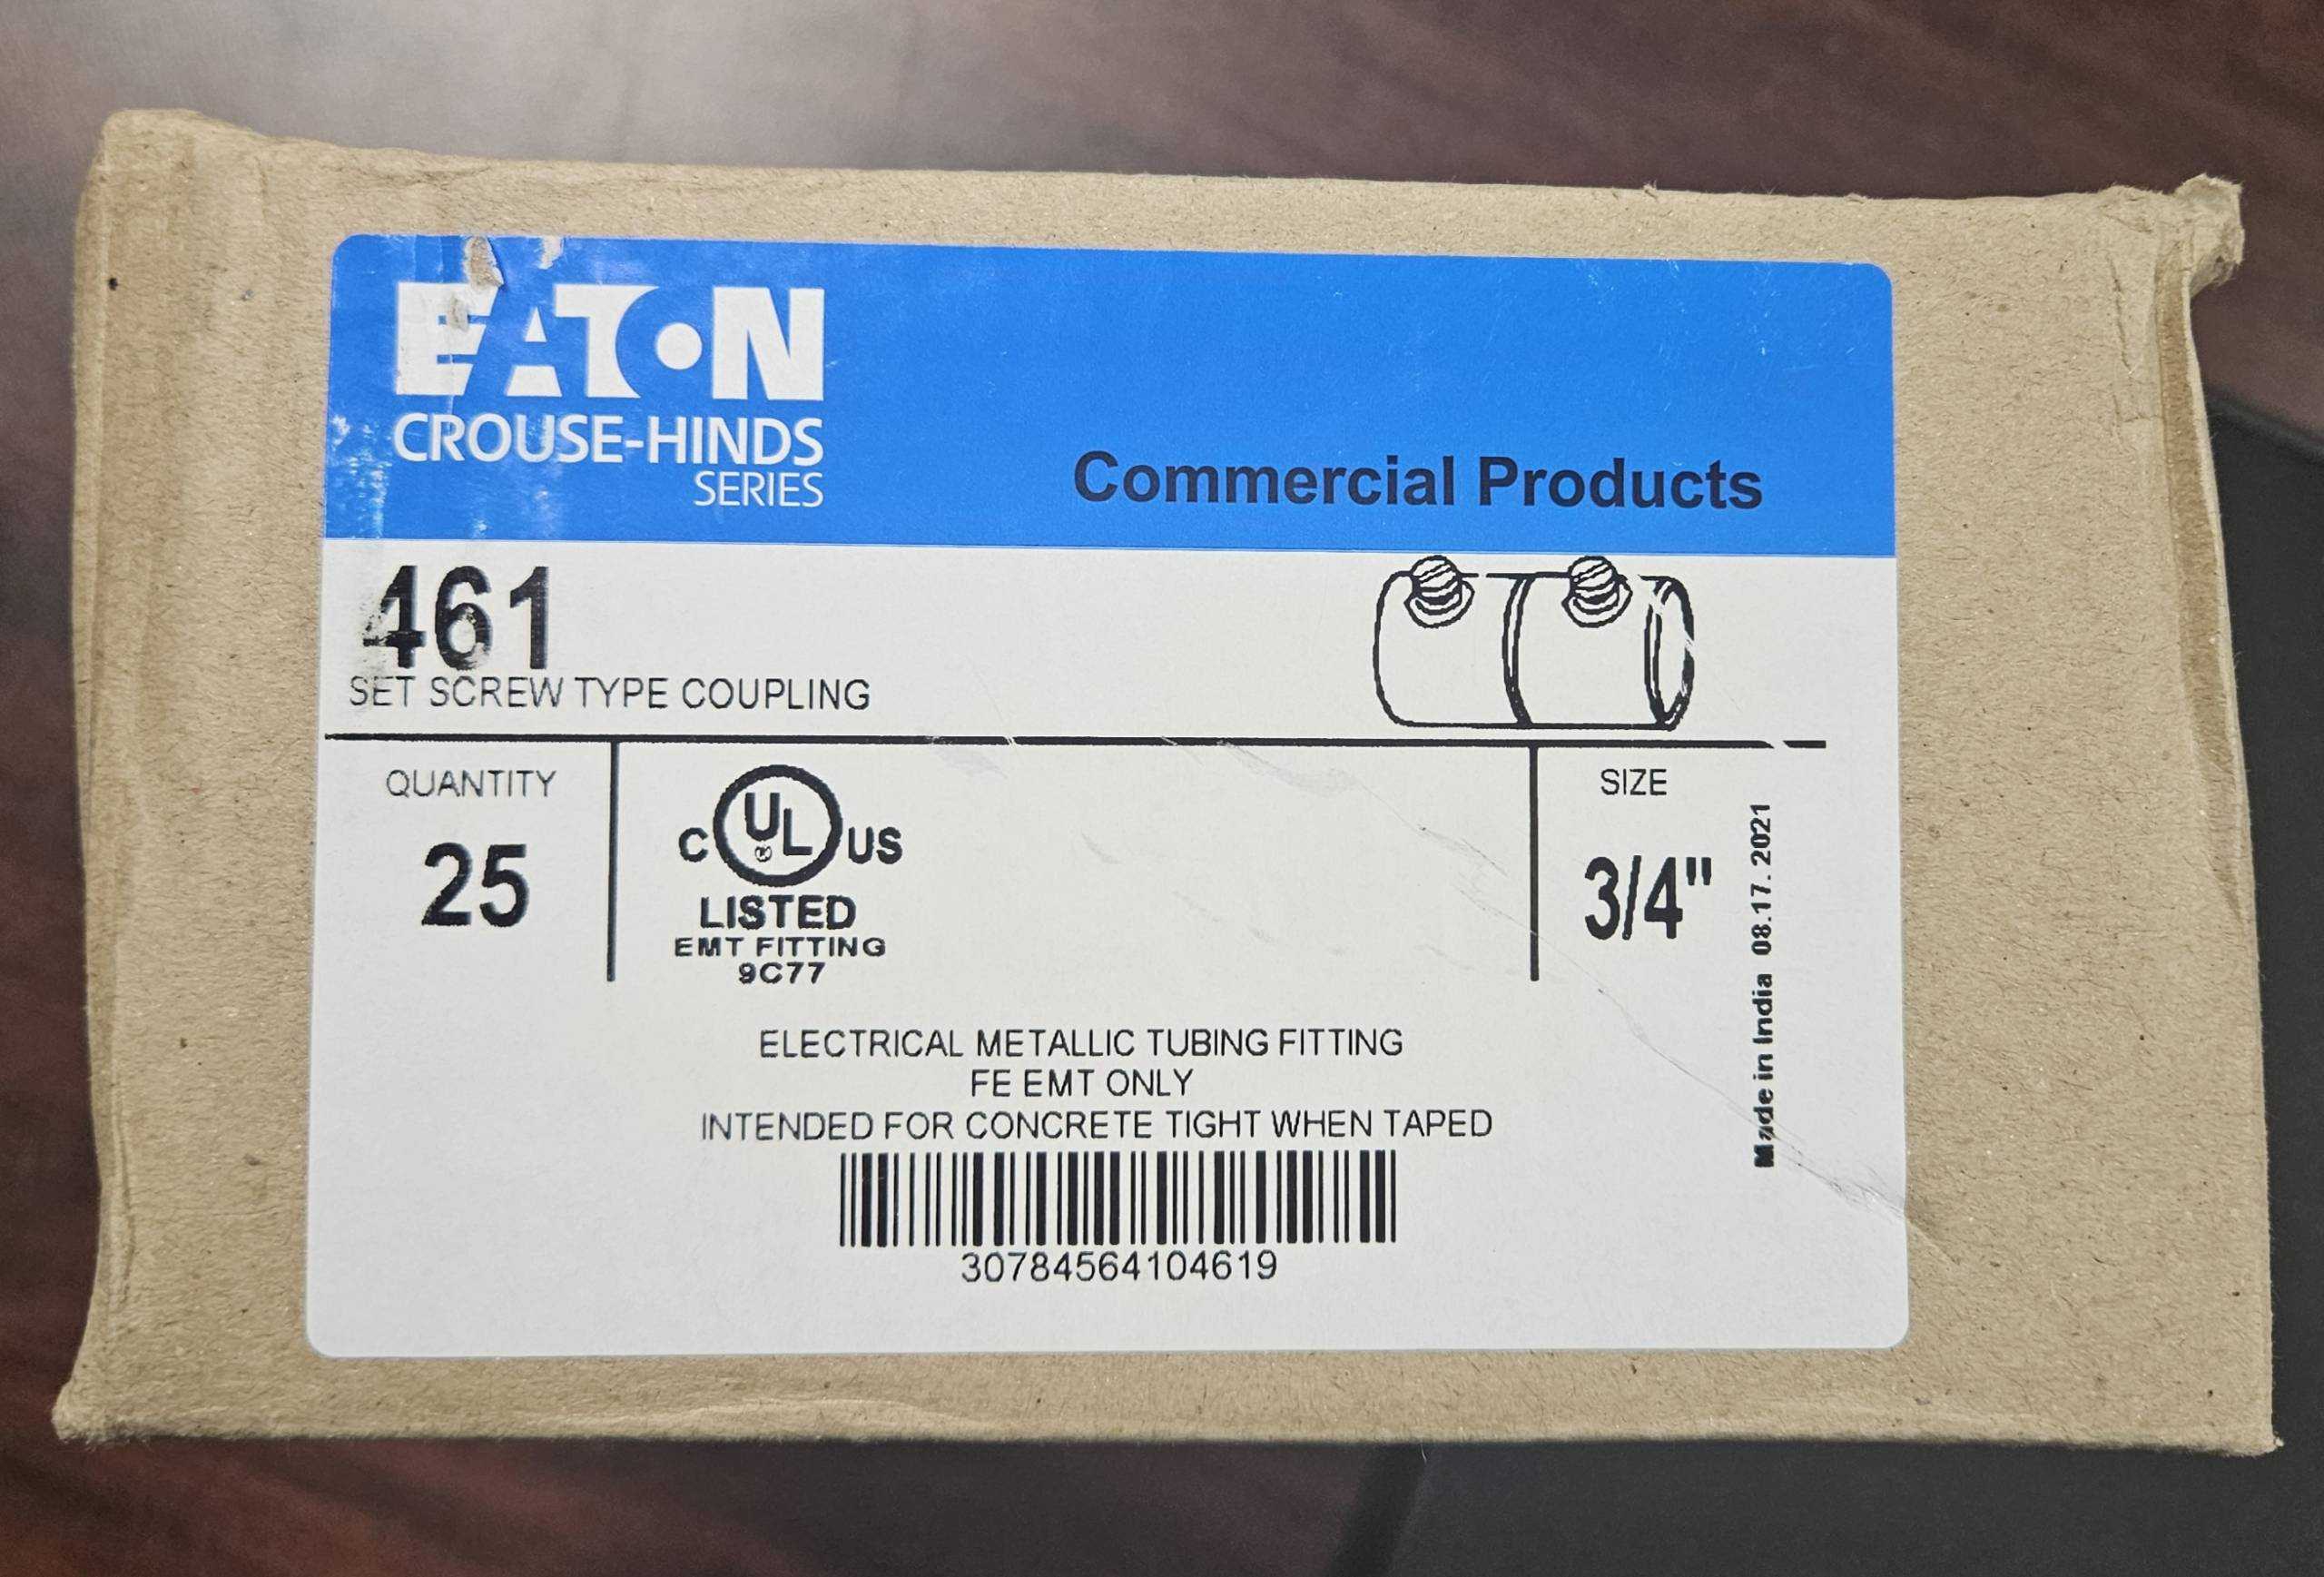 EATON
CROUSE-HINDS
SERIES
Commercial Products
461
SET SCREW TYPE COUPLING
QUANTITY
25
C UL® US
LISTED
EMT FITTING
9C77
SIZE
3/4"
Made in India 08.17.2021
ELECTRICAL METALLIC TUBING FITTING
FE EMT ONLY
INTENDED FOR CONCRETE TIGHT WHEN TAPED
30784564104619